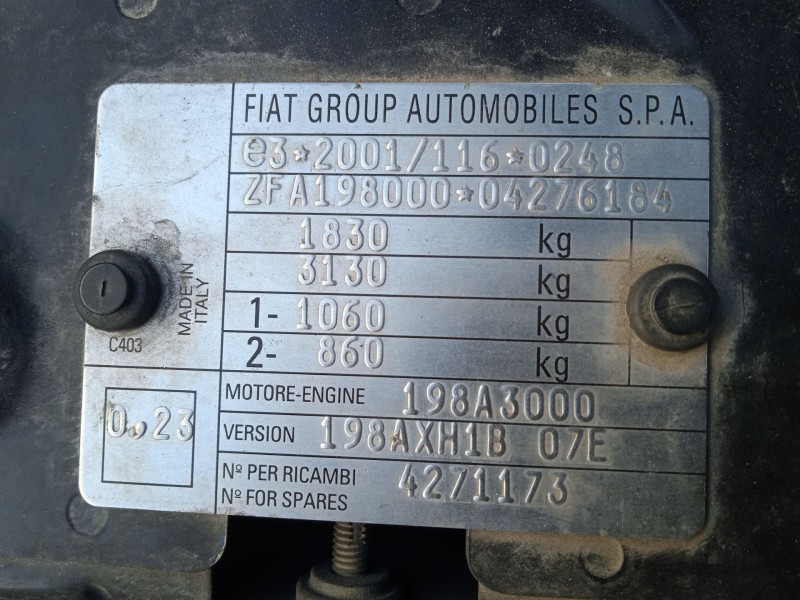 FIAT GROUP AUTOMOBILES S.P.A.
e3*2001/116*0248
ZFA198000*04276184
1830 kg
3130 kg
1- 1060 kg
2- 860 kg
MADE IN
ITALY
C403
0,23
MOTORE-ENGINE 198A3000
VERSION 198AXH1B 07E
Nº PER RICAMBI
Nº FOR SPARES
4271173